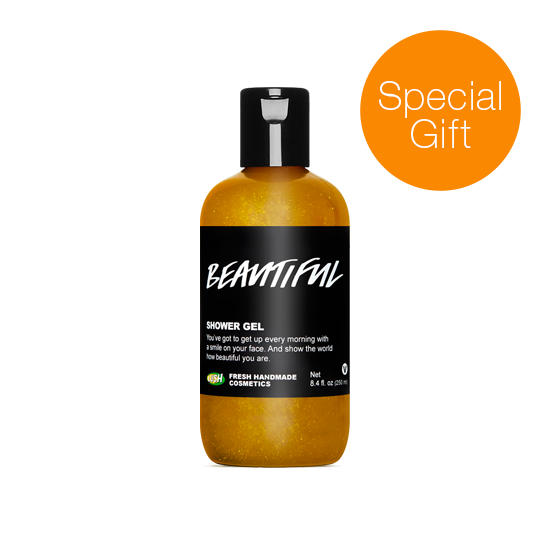 Special
Gift
BEAUTIFUL
SHOWER GEL
You've got to get up every morning with
a smile on your face. And show the world
how beautiful you are.
LUSH
FRESH HANDMADE
COSMETICS
Net
8.4 fl. oz (250 ml)
V